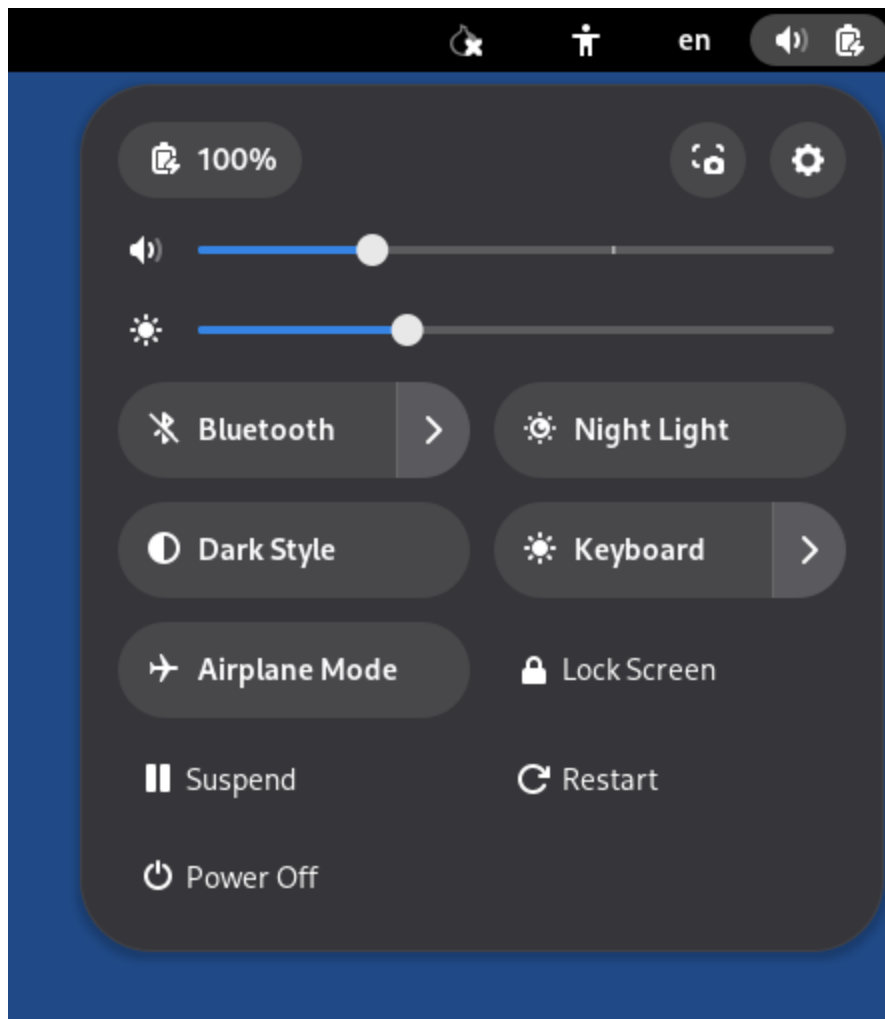 en
100%
Bluetooth
Night Light
Dark Style
Keyboard
Airplane Mode
Lock Screen
Suspend
Restart
Power Off